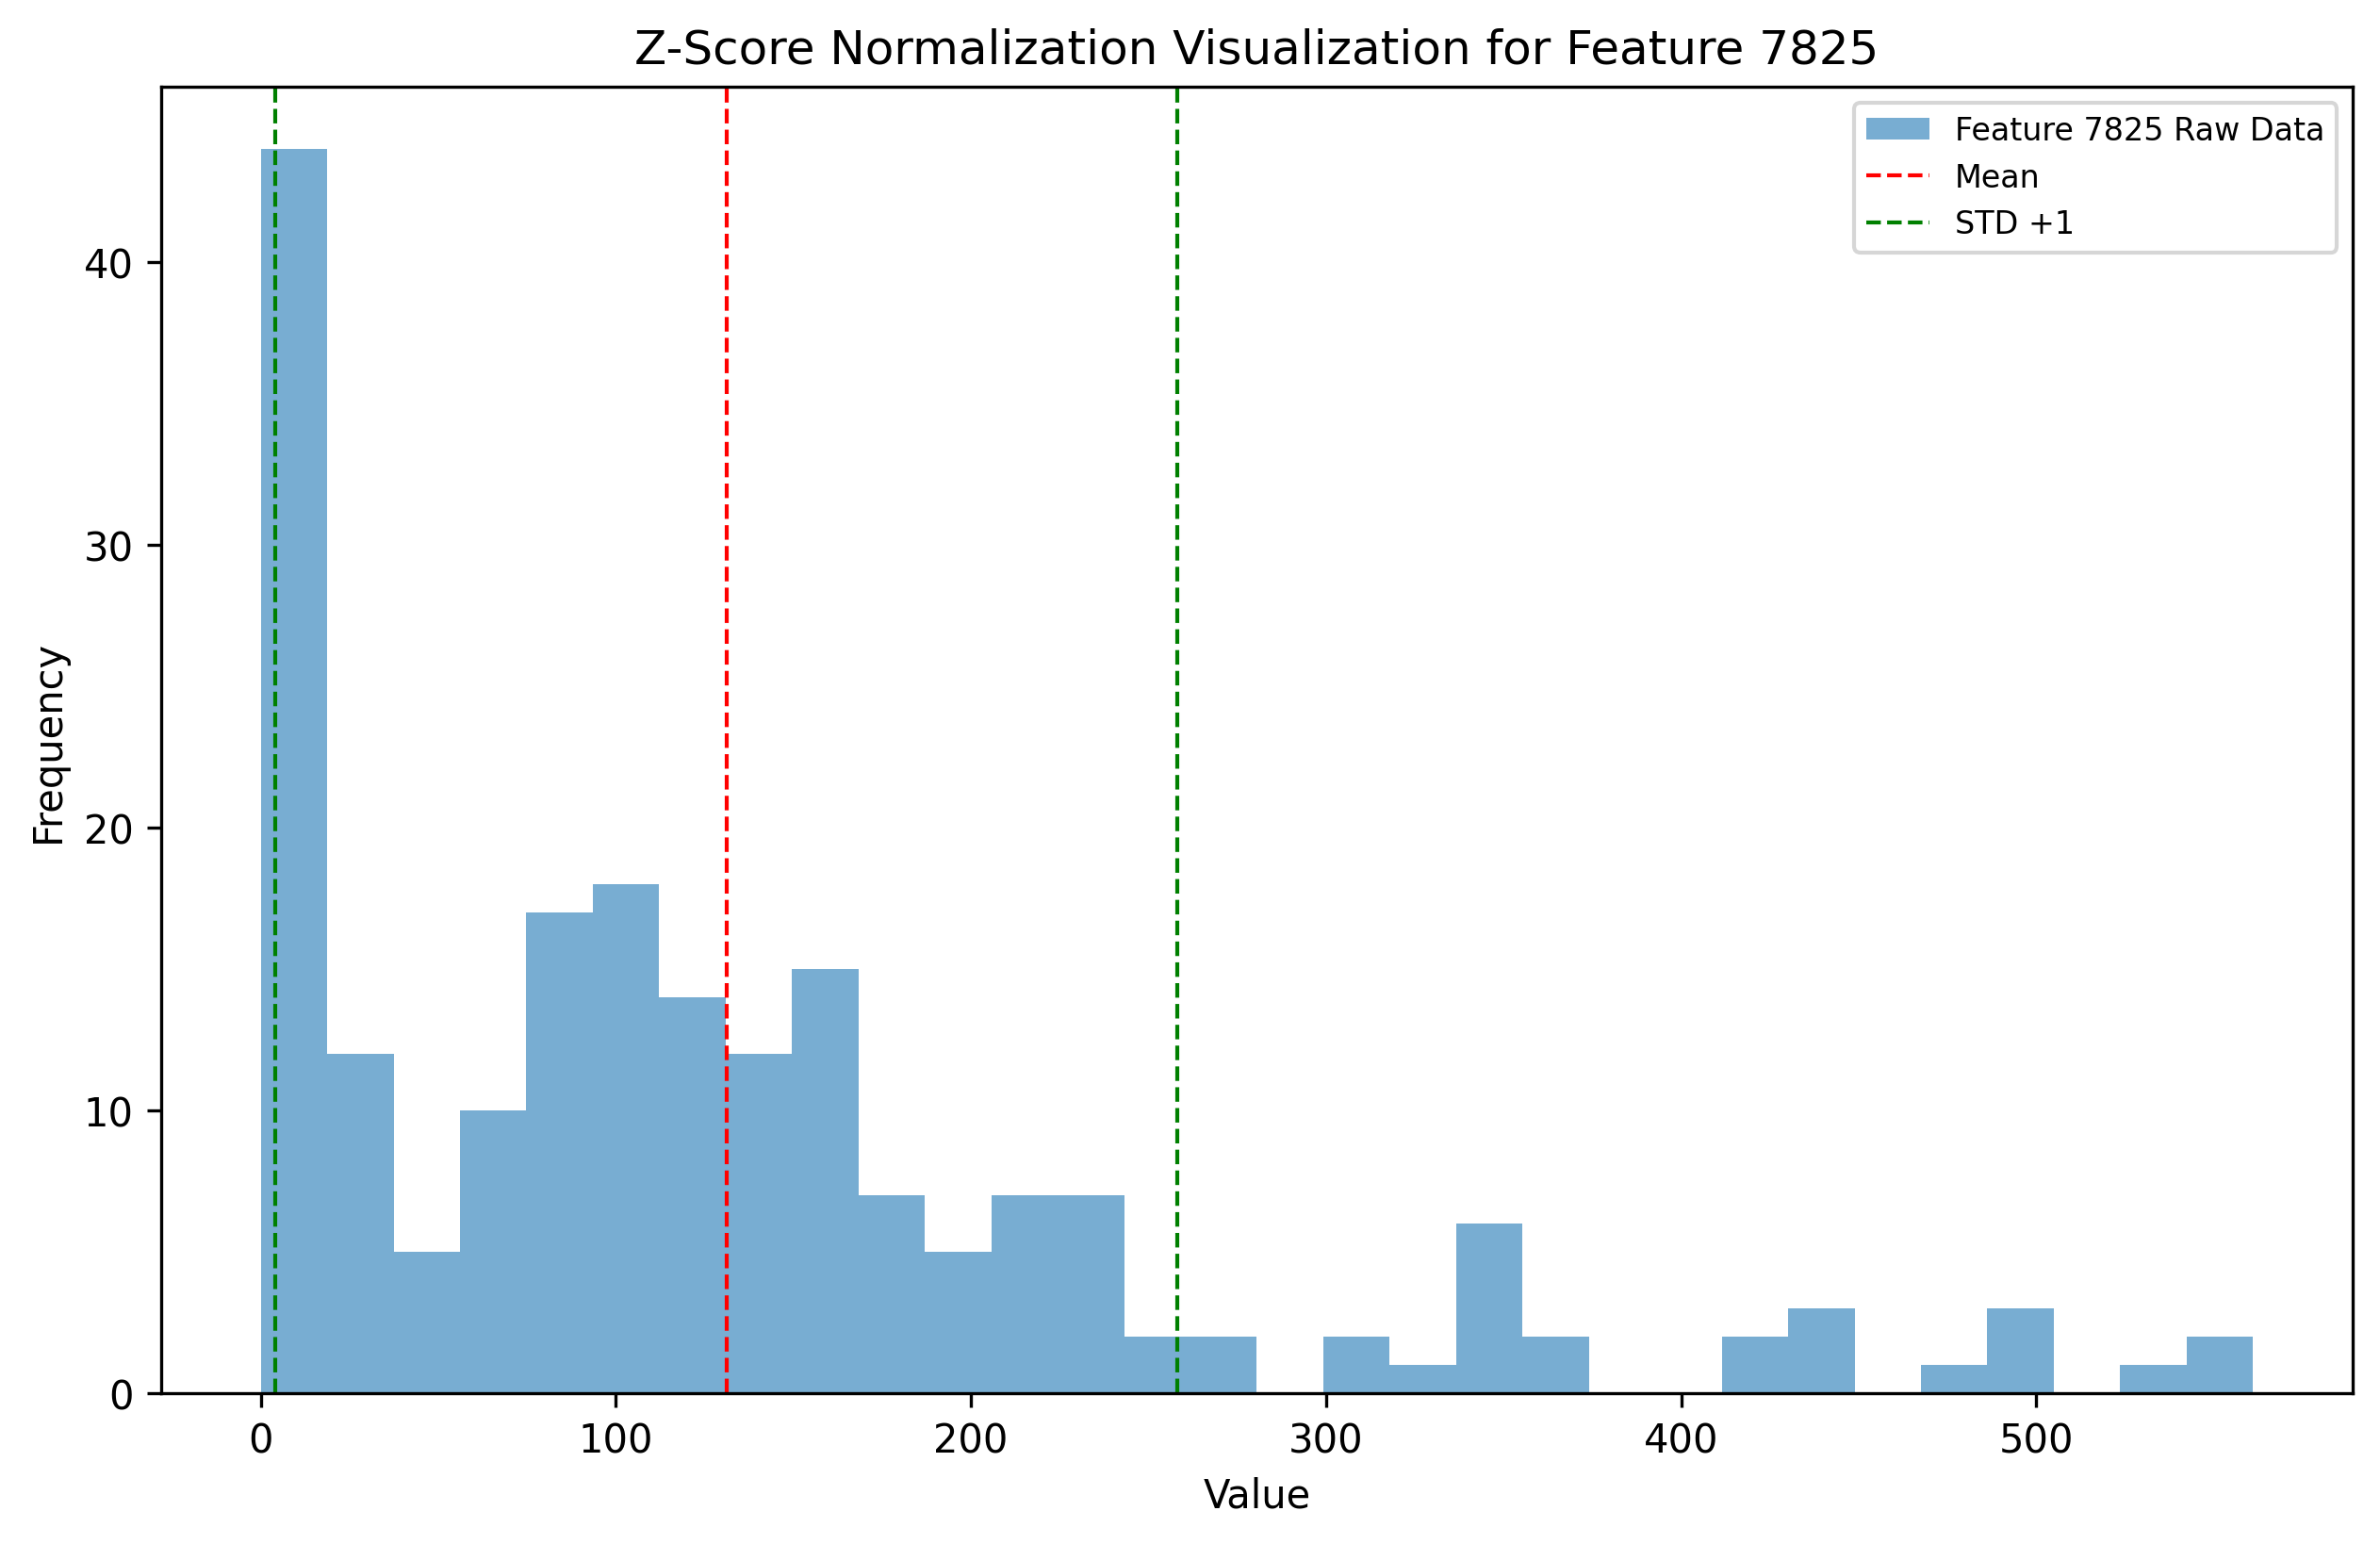 Z-Score Normalization Visualization for Feature 7825
Feature 7825 Raw Data
Mean
STD +1
Frequency
40
30
20
10
0
0 100 200 300 400 500
Value